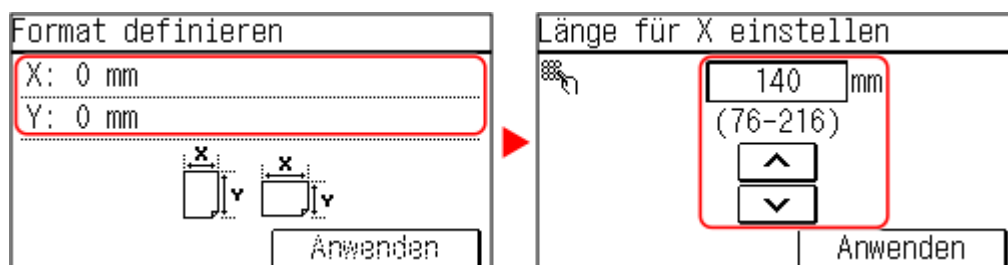 Format definieren
X: 0 mm
Y: 0 mm
X
Y
X
Y
Anwenden
Länge für X einstellen
140 mm
(76-216)
Anwenden